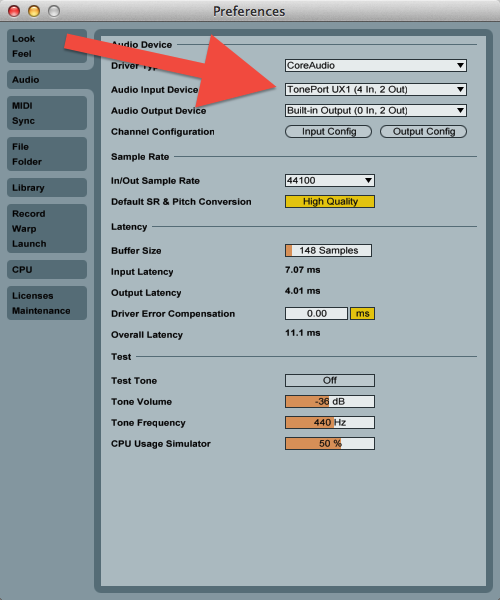 Preferences
Look
Feel
Audio
MIDI
Sync
File
Folder
Library
Record
Warp
Launch
CPU
Licenses
Maintenance
Audio Device
Driver Type CoreAudio
Audio Input Device TonePort UX1 (4 In, 2 Out)
Audio Output Device Built-in Output (0 In, 2 Out)
Channel Configuration Input Config Output Config
Sample Rate
In/Out Sample Rate 44100
Default SR & Pitch Conversion High Quality
Latency
Buffer Size 148 Samples
Input Latency 7.07 ms
Output Latency 4.01 ms
Driver Error Compensation 0.00 ms
Overall Latency 11.1 ms
Test
Test Tone Off
Tone Volume -36 dB
Tone Frequency 440 Hz
CPU Usage Simulator 50 %